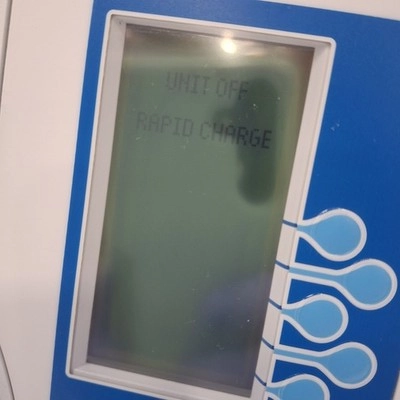 UNIT OFF
RAPID CHARGE